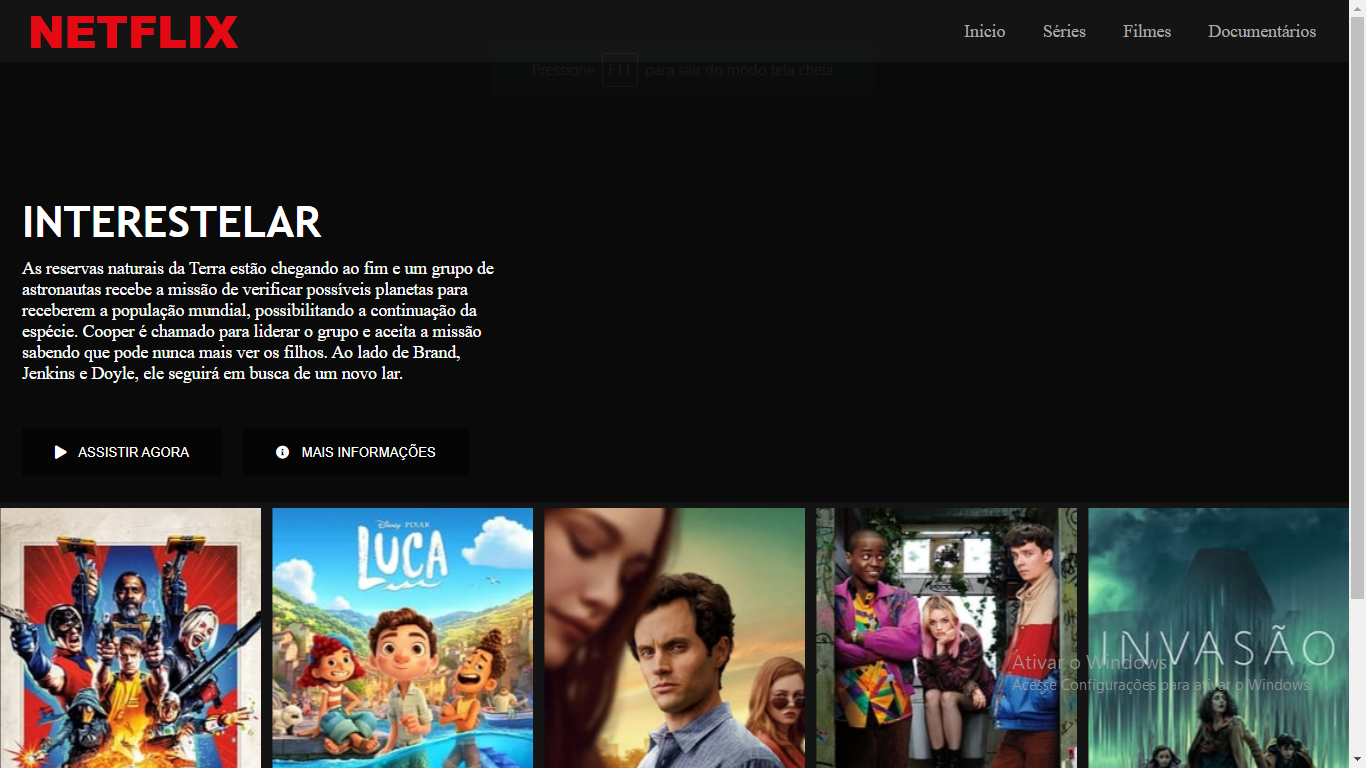 NETFLIX
Inicio Séries Filmes Documentários
Pressione F11 para sair do modo tela cheia
INTERESTELAR
As reservas naturais da Terra estão chegando ao fim e um grupo de
astronautas recebe a missão de verificar possíveis planetas para
receberem a população mundial, possibilitando a continuação da
espécie. Cooper é chamado para liderar o grupo e aceita a missão
sabendo que pode nunca mais ver os filhos. Ao lado de Brand,
Jenkins e Doyle, ele seguirá em busca de um novo lar.
ASSISTIR AGORA
MAIS INFORMAÇÕES
Disney PIXAR
LUCA
INVASÃO
Ativar o Windows
Acesse Configurações para ativar o Windows.